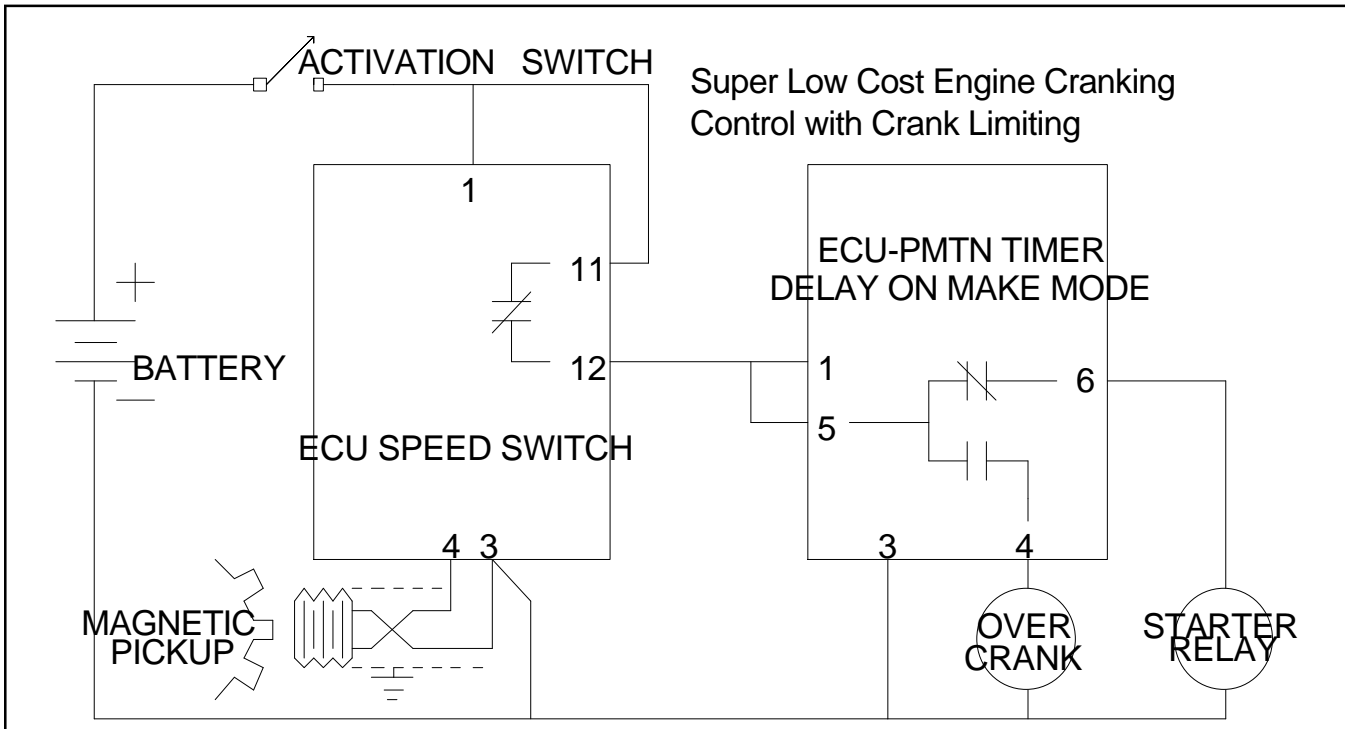 ACTIVATION SWITCH
Super Low Cost Engine Cranking
Control with Crank Limiting
1
11
12
+
BATTERY
−
ECU SPEED SWITCH
4 3
MAGNETIC
PICKUP
ECU-PMTN TIMER
DELAY ON MAKE MODE
1
5
6
3
4
OVER
CRANK
STARTER
RELAY